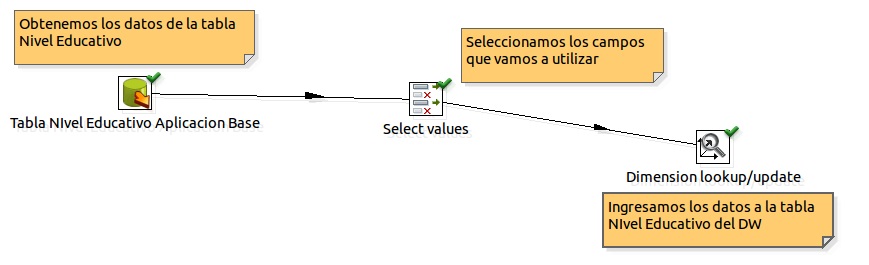 Obtenemos los datos de la tabla
Nivel Educativo
Tabla NIvel Educativo Aplicacion Base
Seleccionamos los campos
que vamos a utilizar
Select values
Dimension lookup/update
Ingresamos los datos a la tabla
NIvel Educativo del DW